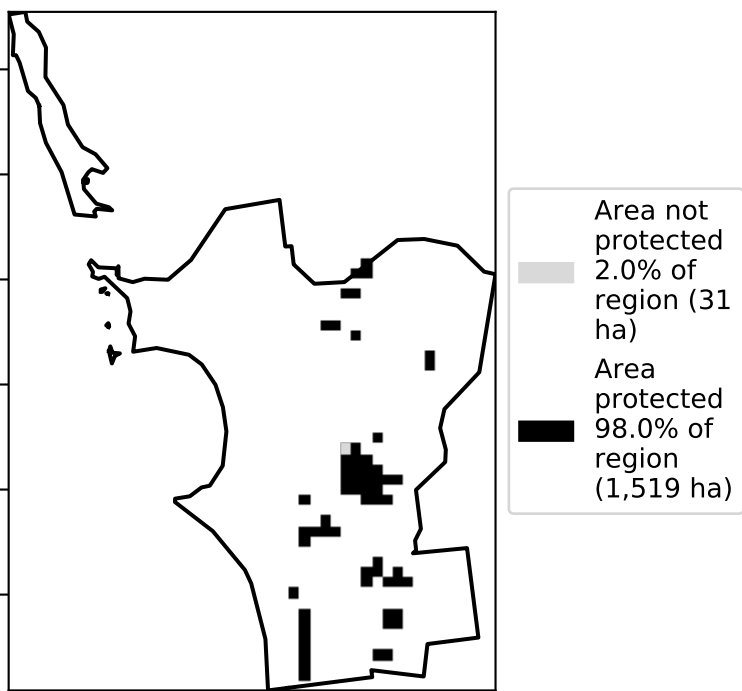 Area not
protected
2.0% of
region (31
ha)
Area
protected
98.0% of
region
(1,519 ha)